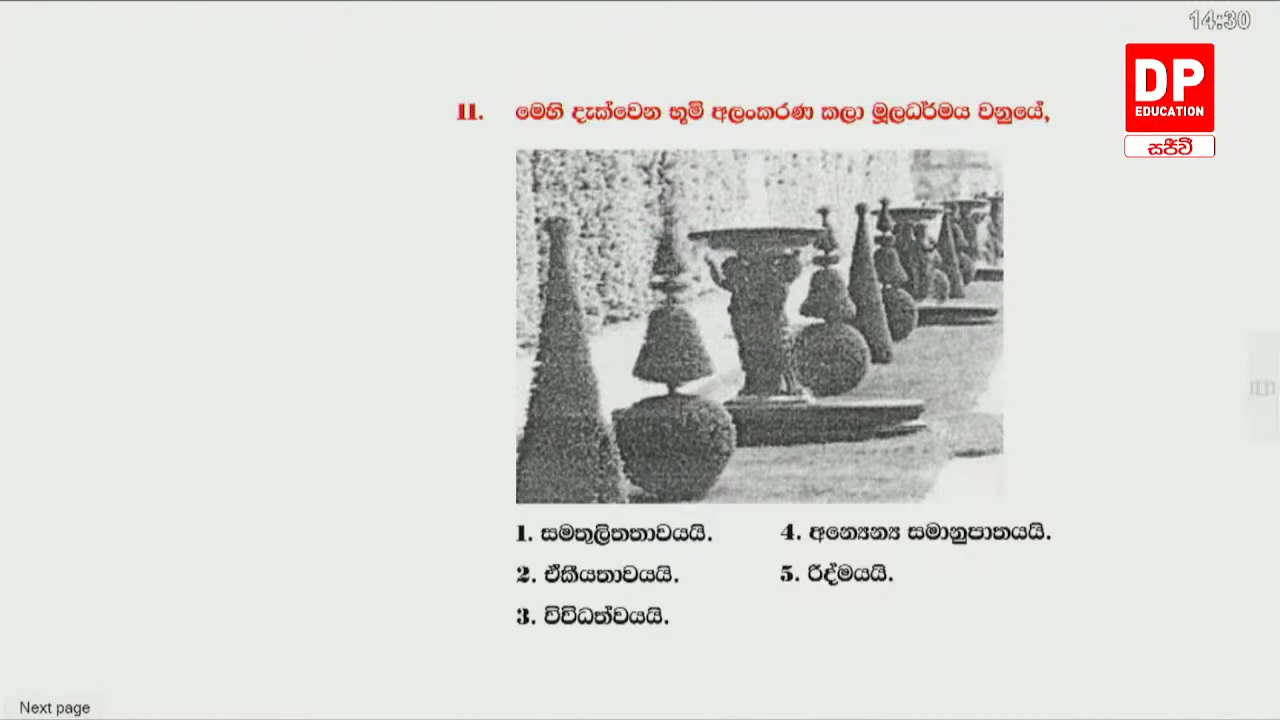 14:30
DP
EDUCATION
සජීවී
11. මෙහි දැක්වෙන භූමි අලංකරණ කලා මූලධර්මය වනුයේ,
1. සමතුලිතතාවයයි.
4. අන්‍යෝන්‍ය සමානුපාතයයි.
2. ඒකීයතාවයයි.
5. රිද්මයයි.
3. විවිධත්වයයි.
Next page